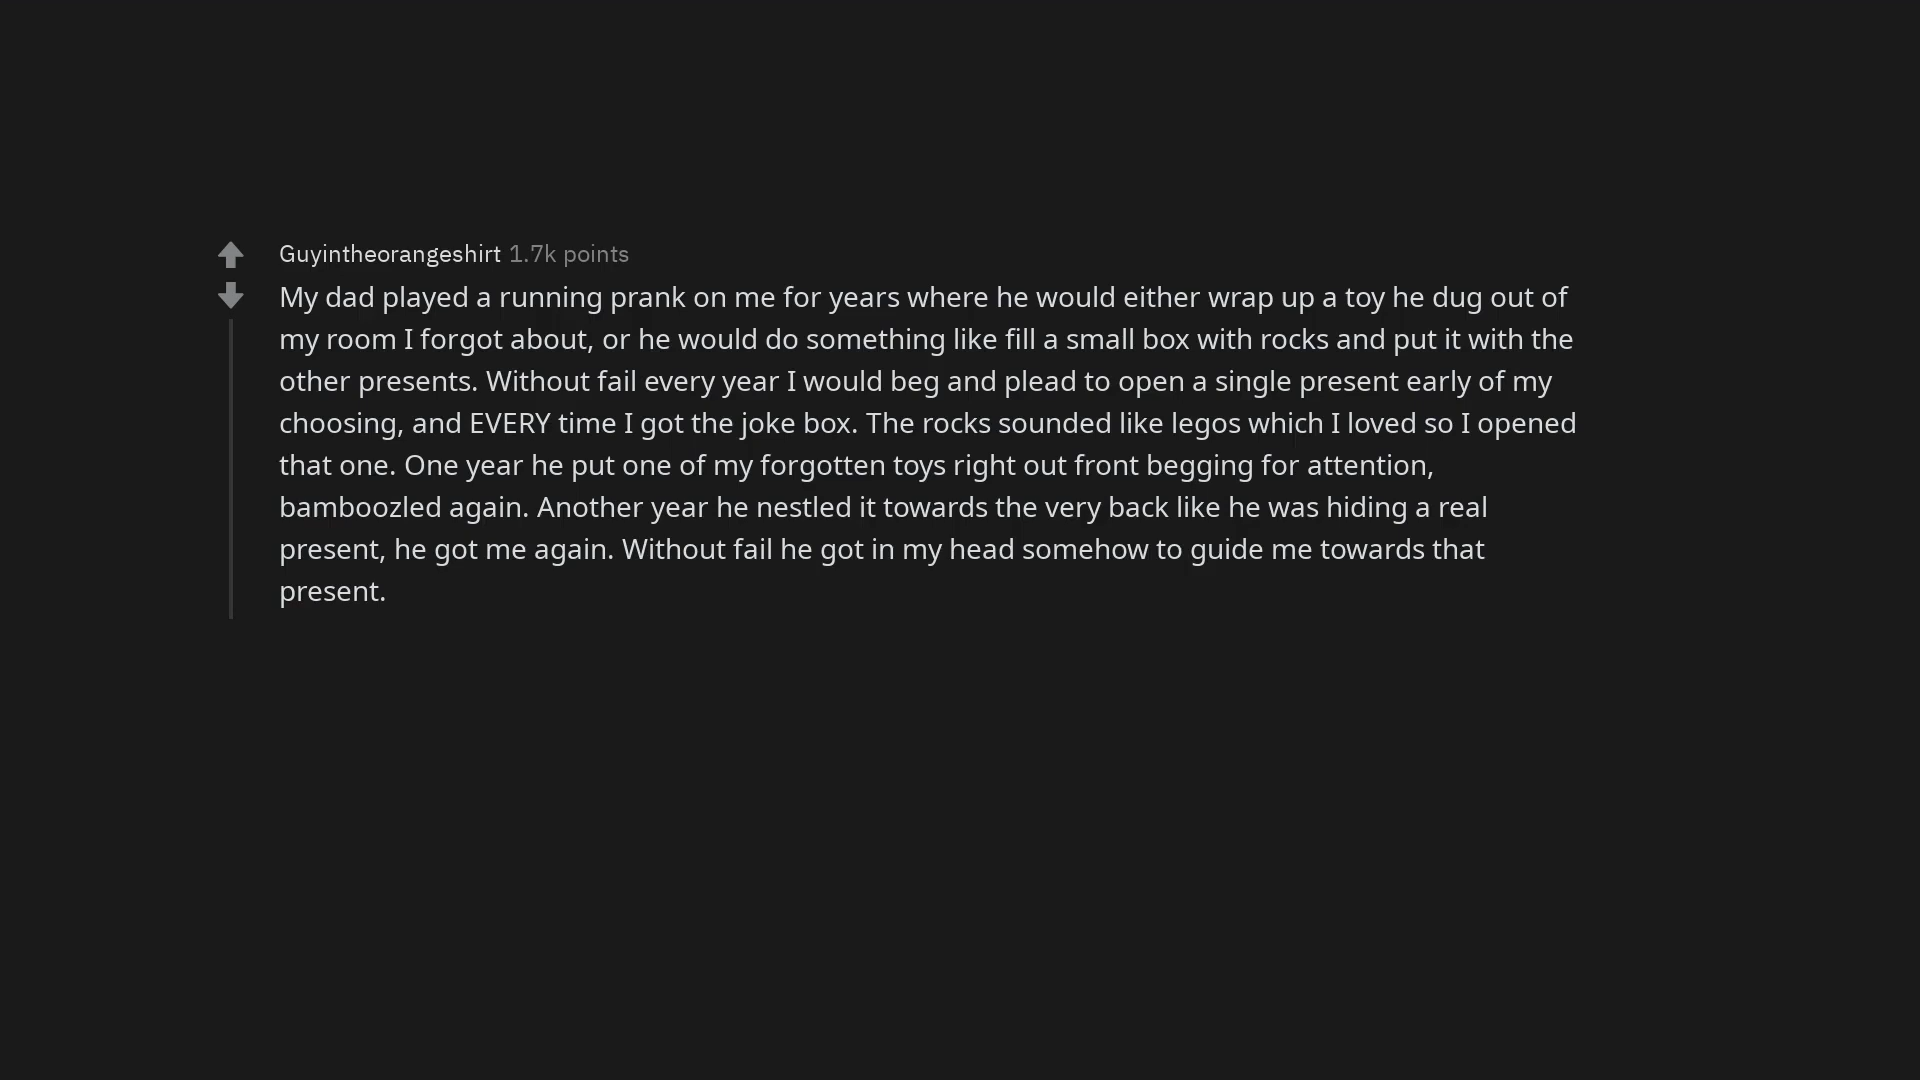 Guyintheorangeshirt 1.7k points
My dad played a running prank on me for years where he would either wrap up a toy he dug out of
my room I forgot about, or he would do something like fill a small box with rocks and put it with the
other presents. Without fail every year I would beg and plead to open a single present early of my
choosing, and EVERY time I got the joke box. The rocks sounded like legos which I loved so I opened
that one. One year he put one of my forgotten toys right out front begging for attention,
bamboozled again. Another year he nestled it towards the very back like he was hiding a real
present, he got me again. Without fail he got in my head somehow to guide me towards that
present.